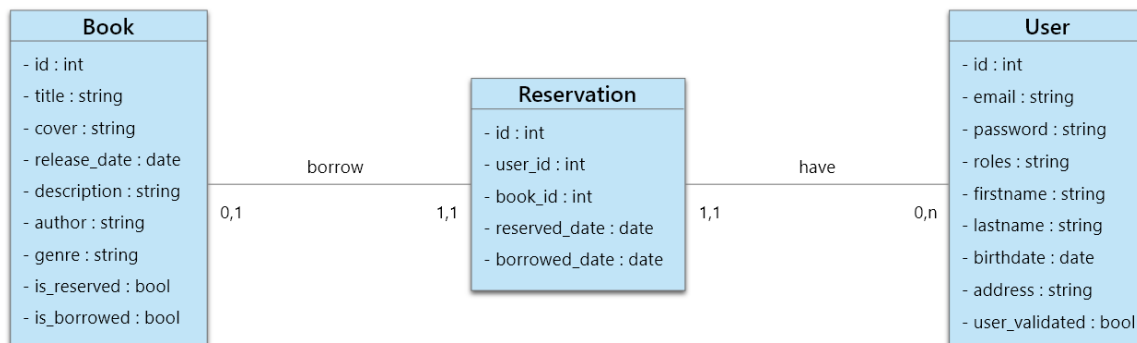 Book
- id : int
- title : string
- cover : string
- release_date : date
- description : string
- author : string
- genre : string
- is_reserved : bool
- is_borrowed : bool
borrow
0,1
1,1
Reservation
- id : int
- user_id : int
- book_id : int
- reserved_date : date
- borrowed_date : date
have
1,1
0,n
User
- id : int
- email : string
- password : string
- roles : string
- firstname : string
- lastname : string
- birthdate : date
- address : string
- user_validated : bool